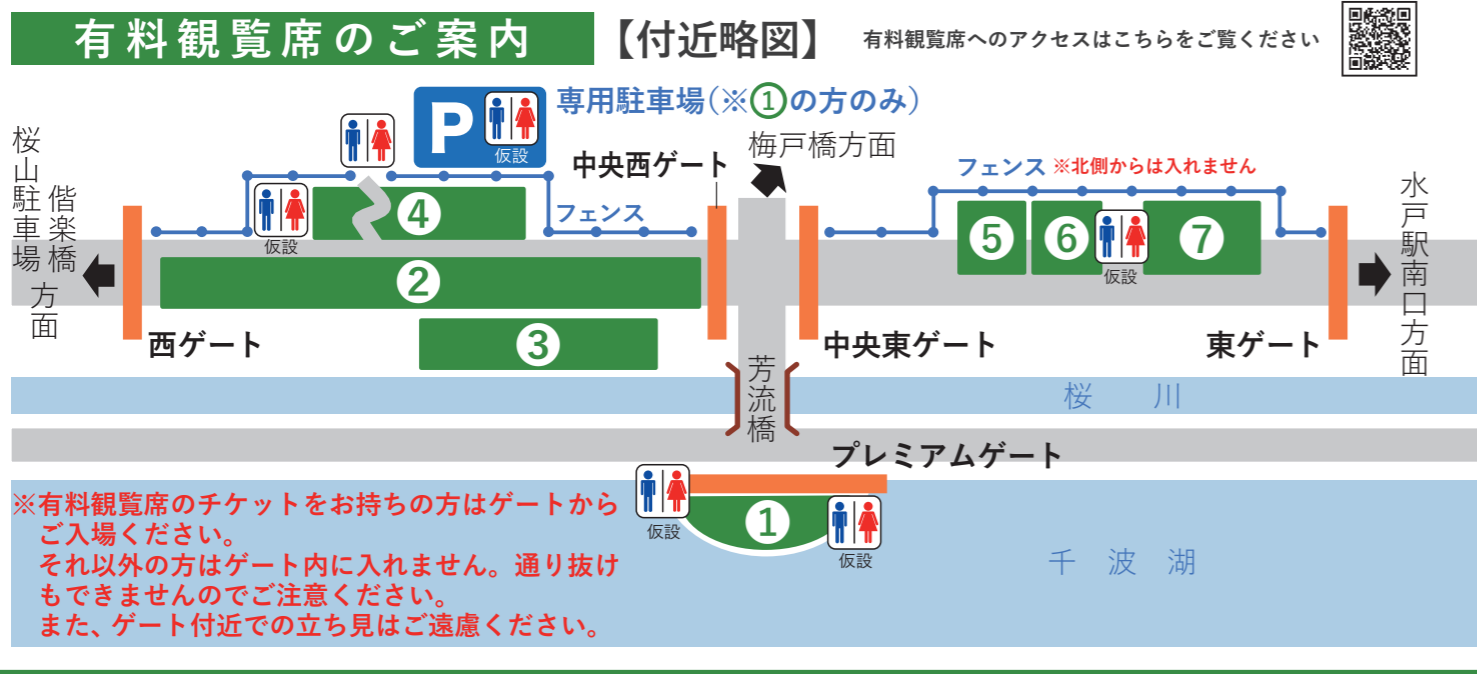 有料観覧席のご案内
【付近略図】
有料観覧席へのアクセスはこちらをご覧ください
P
仮設
専用駐車場(※①の方のみ)
梅戸橋方面
中央西ゲート
フェンス ※北側からは入れません
フェンス
桜山駐車場
偕楽橋
方面
仮設
④
②
③
⑤
⑥
仮設
⑦
水戸駅南口方面
西ゲート
中央東ゲート
東ゲート
芳流橋
桜川
プレミアムゲート
仮設
①
仮設
千波湖
※有料観覧席のチケットをお持ちの方はゲートから
ご入場ください。
それ以外の方はゲート内に入れません。通り抜け
もできませんのでご注意ください。
また、ゲート付近での立ち見はご遠慮ください。